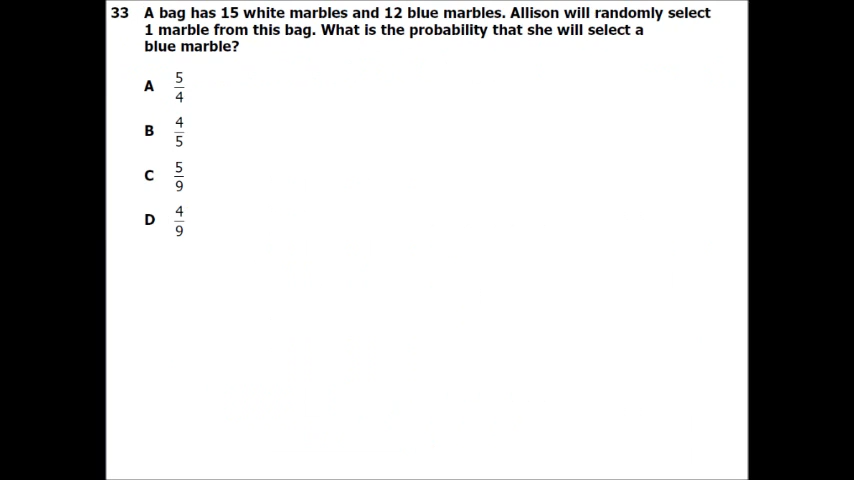 33 A bag has 15 white marbles and 12 blue marbles. Allison will randomly select
1 marble from this bag. What is the probability that she will select a
blue marble?
A 5/4
B 4/5
C 5/9
D 4/9